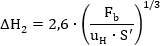 ΔH₂ = 2,6 · (F_b / (u_H · S′))^{1/3}